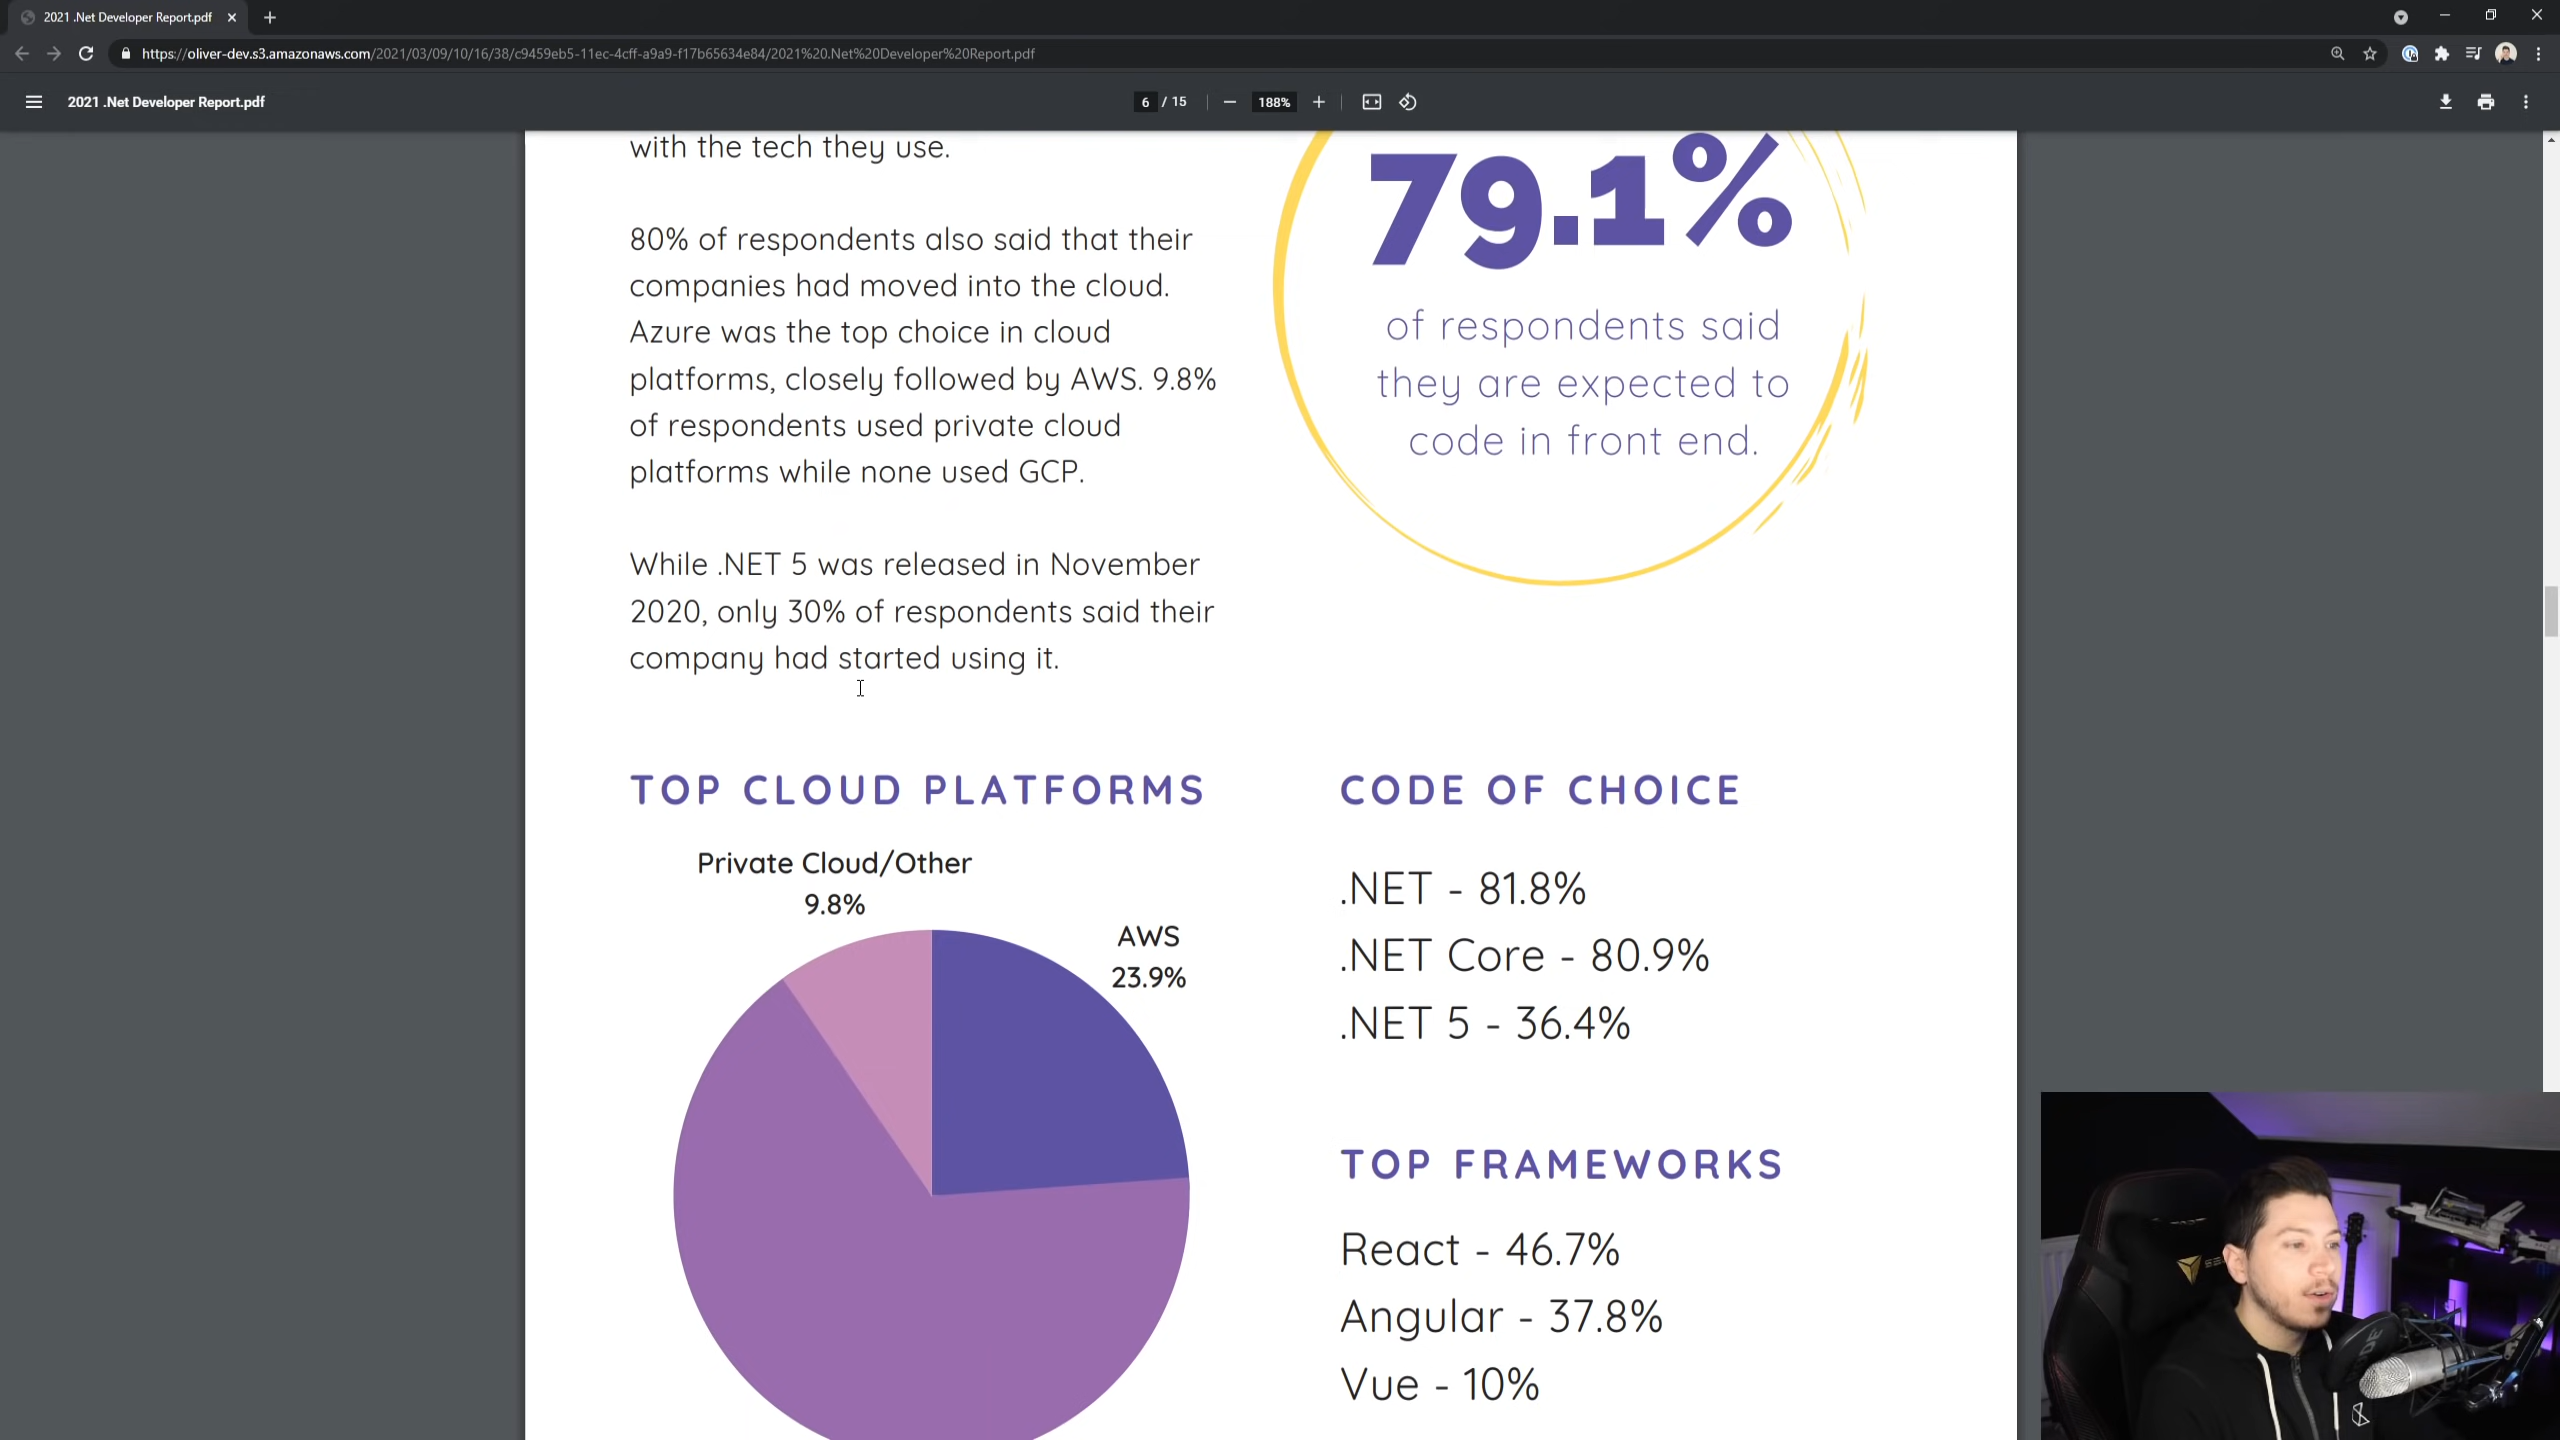 2021 .Net Developer Report.pdf
https://oliver-dev.s3.amazonaws.com/2021/03/09/10/16/38/c9459eb5-11ec-4cff-a9a9-f17b65634e84/2021%20.Net%20Developer%20Report.pdf
2021 .Net Developer Report.pdf
6 / 15
188%
with the tech they use.
80% of respondents also said that their
companies had moved into the cloud.
Azure was the top choice in cloud
platforms, closely followed by AWS. 9.8%
of respondents used private cloud
platforms while none used GCP.
While .NET 5 was released in November
2020, only 30% of respondents said their
company had started using it.
79.1%
of respondents said
they are expected to
code in front end.
TOP CLOUD PLATFORMS
Private Cloud/Other
9.8%
AWS
23.9%
CODE OF CHOICE
.NET - 81.8%
.NET Core - 80.9%
.NET 5 - 36.4%
TOP FRAMEWORKS
React - 46.7%
Angular - 37.8%
Vue - 10%